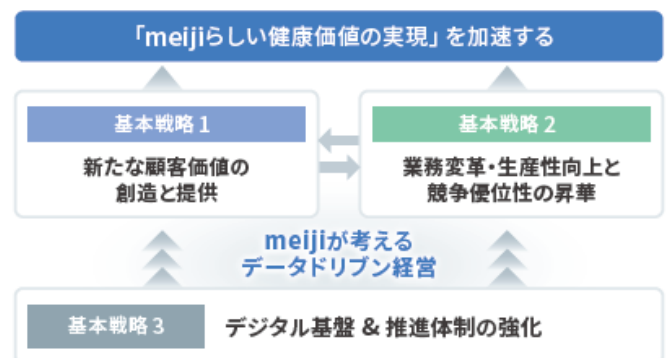 「meijiらしい健康価値の実現」を加速する
基本戦略 1
新たな顧客価値の
創造と提供
基本戦略 2
業務変革・生産性向上と
競争優位性の昇華
meijiが考える
データドリブン経営
基本戦略 3
デジタル基盤 & 推進体制の強化